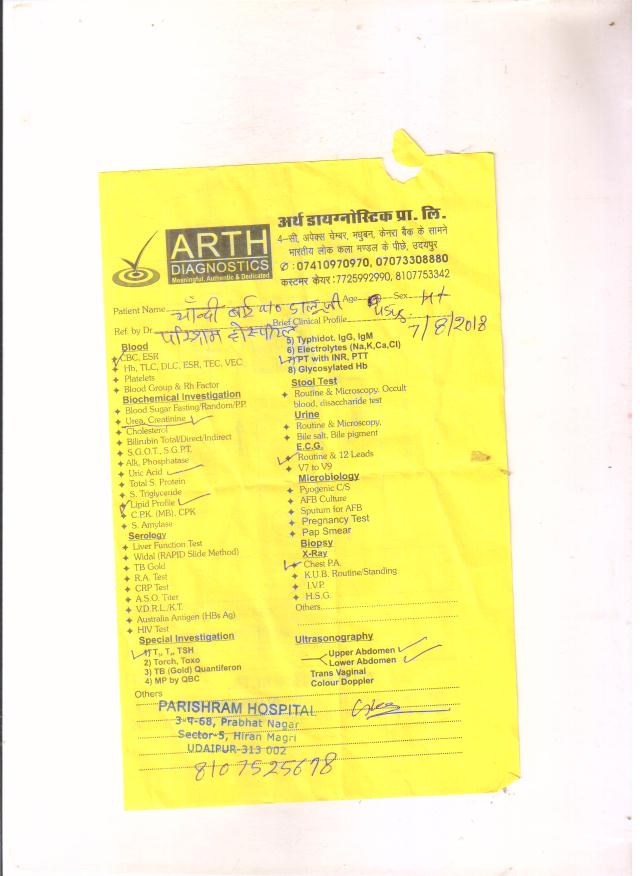 अर्थ डायग्नोस्टिक प्रा. लि.
4-सी, अपेक्स चेम्बर, मधुबन, केनरा बैंक के सामने
भारतीय लोक कला मण्डल के पीछे, उदयपुर
✆ : 07410970970, 07073308880
कस्टमर केयर : 7725992990, 8107753342
ARTH
DIAGNOSTICS
Meaningful, Authentic & Dedicated
Patient Name चाँन्दी बाई w/o डालूजी Age Sex
Ref. by Dr. परिश्रम होस्पीटल Brief Clinical Profile
7/8/2018
Blood
CBC, ESR
Hb, TLC, DLC, ESR, TEC, VEC
Platelets
Blood Group & Rh Factor
Biochemical Investigation
Blood Sugar Fasting/Random/P.P.
Urea, Creatinine
Cholesterol
Bilirubin Total/Direct/Indirect
S.G.O.T., S.G.P.T.
Alk, Phosphatase
Uric Acid
Total S. Protein
S. Triglyceride
Lipid Profile
C.P.K. (MB), CPK
S. Amylase
Serology
Liver Function Test
Widal (RAPID Slide Method)
TB Gold
R.A. Test
CRP Test
A.S.O. Titer
V.D.R.L./K.T.
Australia Antigen (HBs Ag)
HIV Test
Special Investigation
1) T₃, T₄, TSH
2) Torch, Toxo
3) TB (Gold) Quantiferon
4) MP by QBC
5) Typhidot. IgG, IgM
6) Electrolytes (Na,K,Ca,Cl)
7) PT with INR, PTT
8) Glycosylated Hb
Stool Test
Routine & Microscopy, Occult
blood, disaccharide test
Urine
Routine & Microscopy,
Bile salt, Bile pigment
E.C.G.
Routine & 12 Leads
V7 to V9
Microbiology
Pyogenic C/S
AFB Culture
Sputum for AFB
Pregnancy Test
Pap Smear
Biopsy
X-Ray
Chest P.A.
K.U.B. Routine/Standing
I.V.P.
H.S.G.
Others
Ultrasonography
Upper Abdomen
Lower Abdomen
Trans Vaginal
Colour Doppler
Others
PARISHRAM HOSPITAL
3-प-68, Prabhat Nagar
Sector-5, Hiran Magri
UDAIPUR-313 002
8107525678